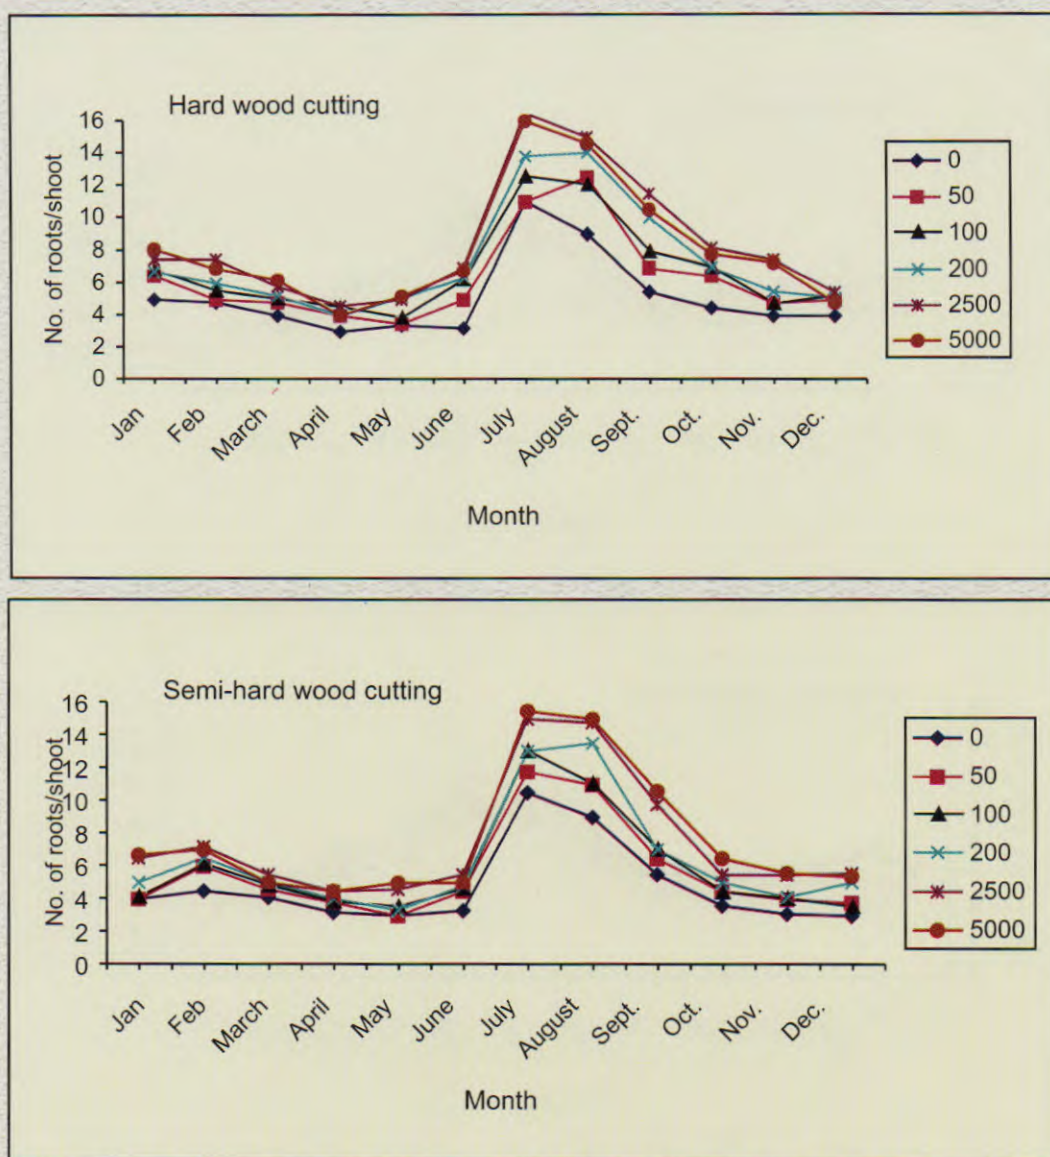 Hard wood cutting
No. of roots/shoot
16
14
12
10
8
6
4
2
0
Jan
Feb
March
April
May
June
July
August
Sept.
Oct.
Nov.
Dec.
Month
0
50
100
200
2500
5000
Semi-hard wood cutting
No. of roots/shoot
16
14
12
10
8
6
4
2
0
Jan
Feb
March
April
May
June
July
August
Sept.
Oct.
Nov.
Dec.
Month
0
50
100
200
2500
5000